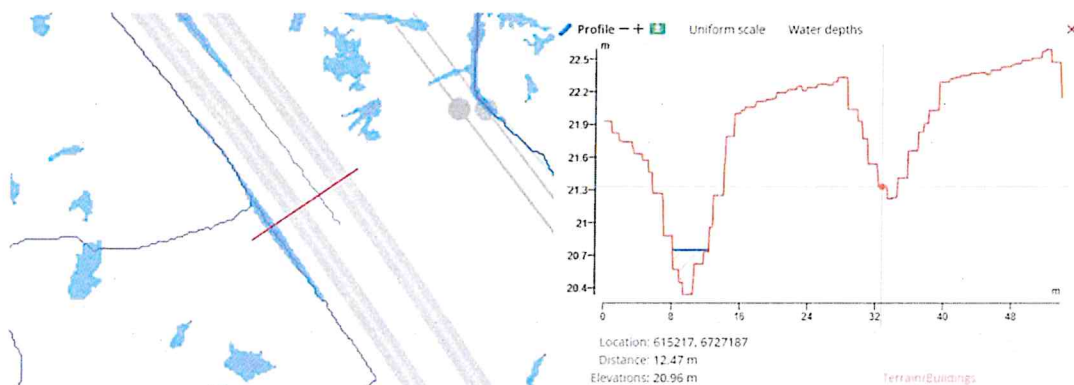 Profile − + Uniform scale Water depths ×
m
22.5
22.2
21.9
21.6
21.3
21
20.7
20.4
m
0 8 16 24 32 40 48
Location: 615217, 6727187
Distance: 12.47 m
Elevations: 20.96 m
Terrain/Buildings